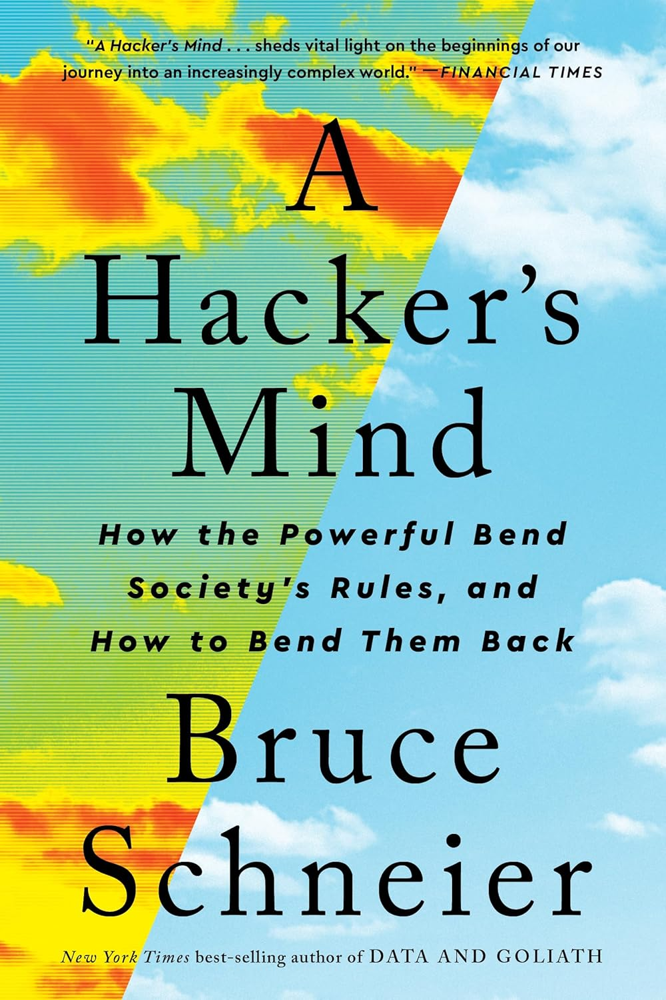 “A Hacker’s Mind . . . sheds vital light on the beginnings of our
journey into an increasingly complex world.” —FINANCIAL TIMES
A
Hacker’s
Mind
How the Powerful Bend
Society’s Rules, and
How to Bend Them Back
Bruce
Schneier
New York Times best-selling author of DATA AND GOLIATH